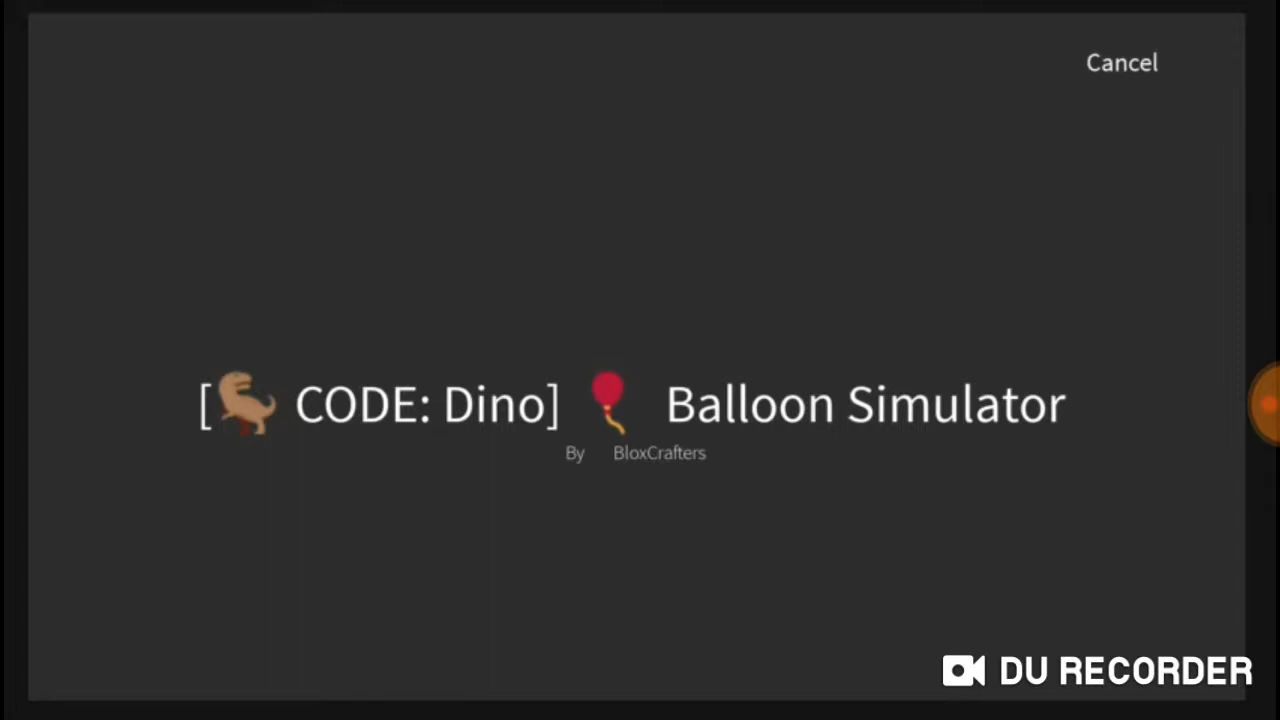 Cancel
[🦖 CODE: Dino] 🎈 Balloon Simulator
By BloxCrafters
DU RECORDER